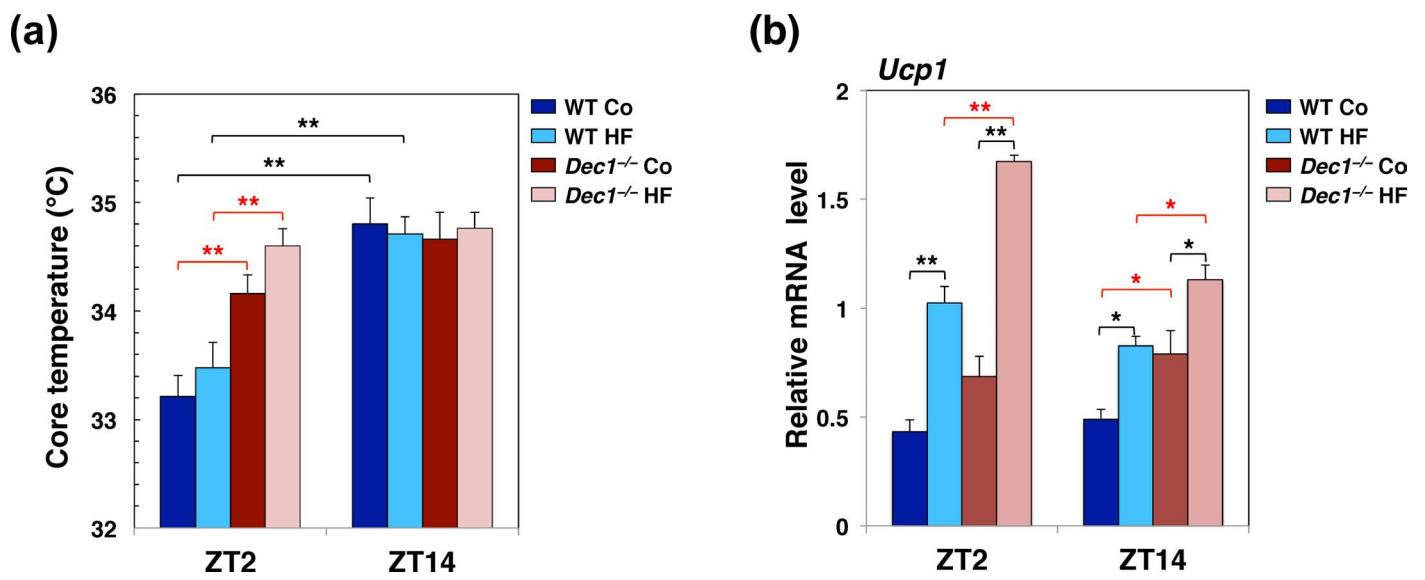 (a)
Core temperature (°C)
36
35
34
33
32
**
**
**
**
ZT2
ZT14
WT Co
WT HF
Dec1⁻/⁻ Co
Dec1⁻/⁻ HF
(b)
Ucp1
Relative mRNA level
2
1.5
1
0.5
0
**
**
**
*
*
*
*
ZT2
ZT14
WT Co
WT HF
Dec1⁻/⁻ Co
Dec1⁻/⁻ HF